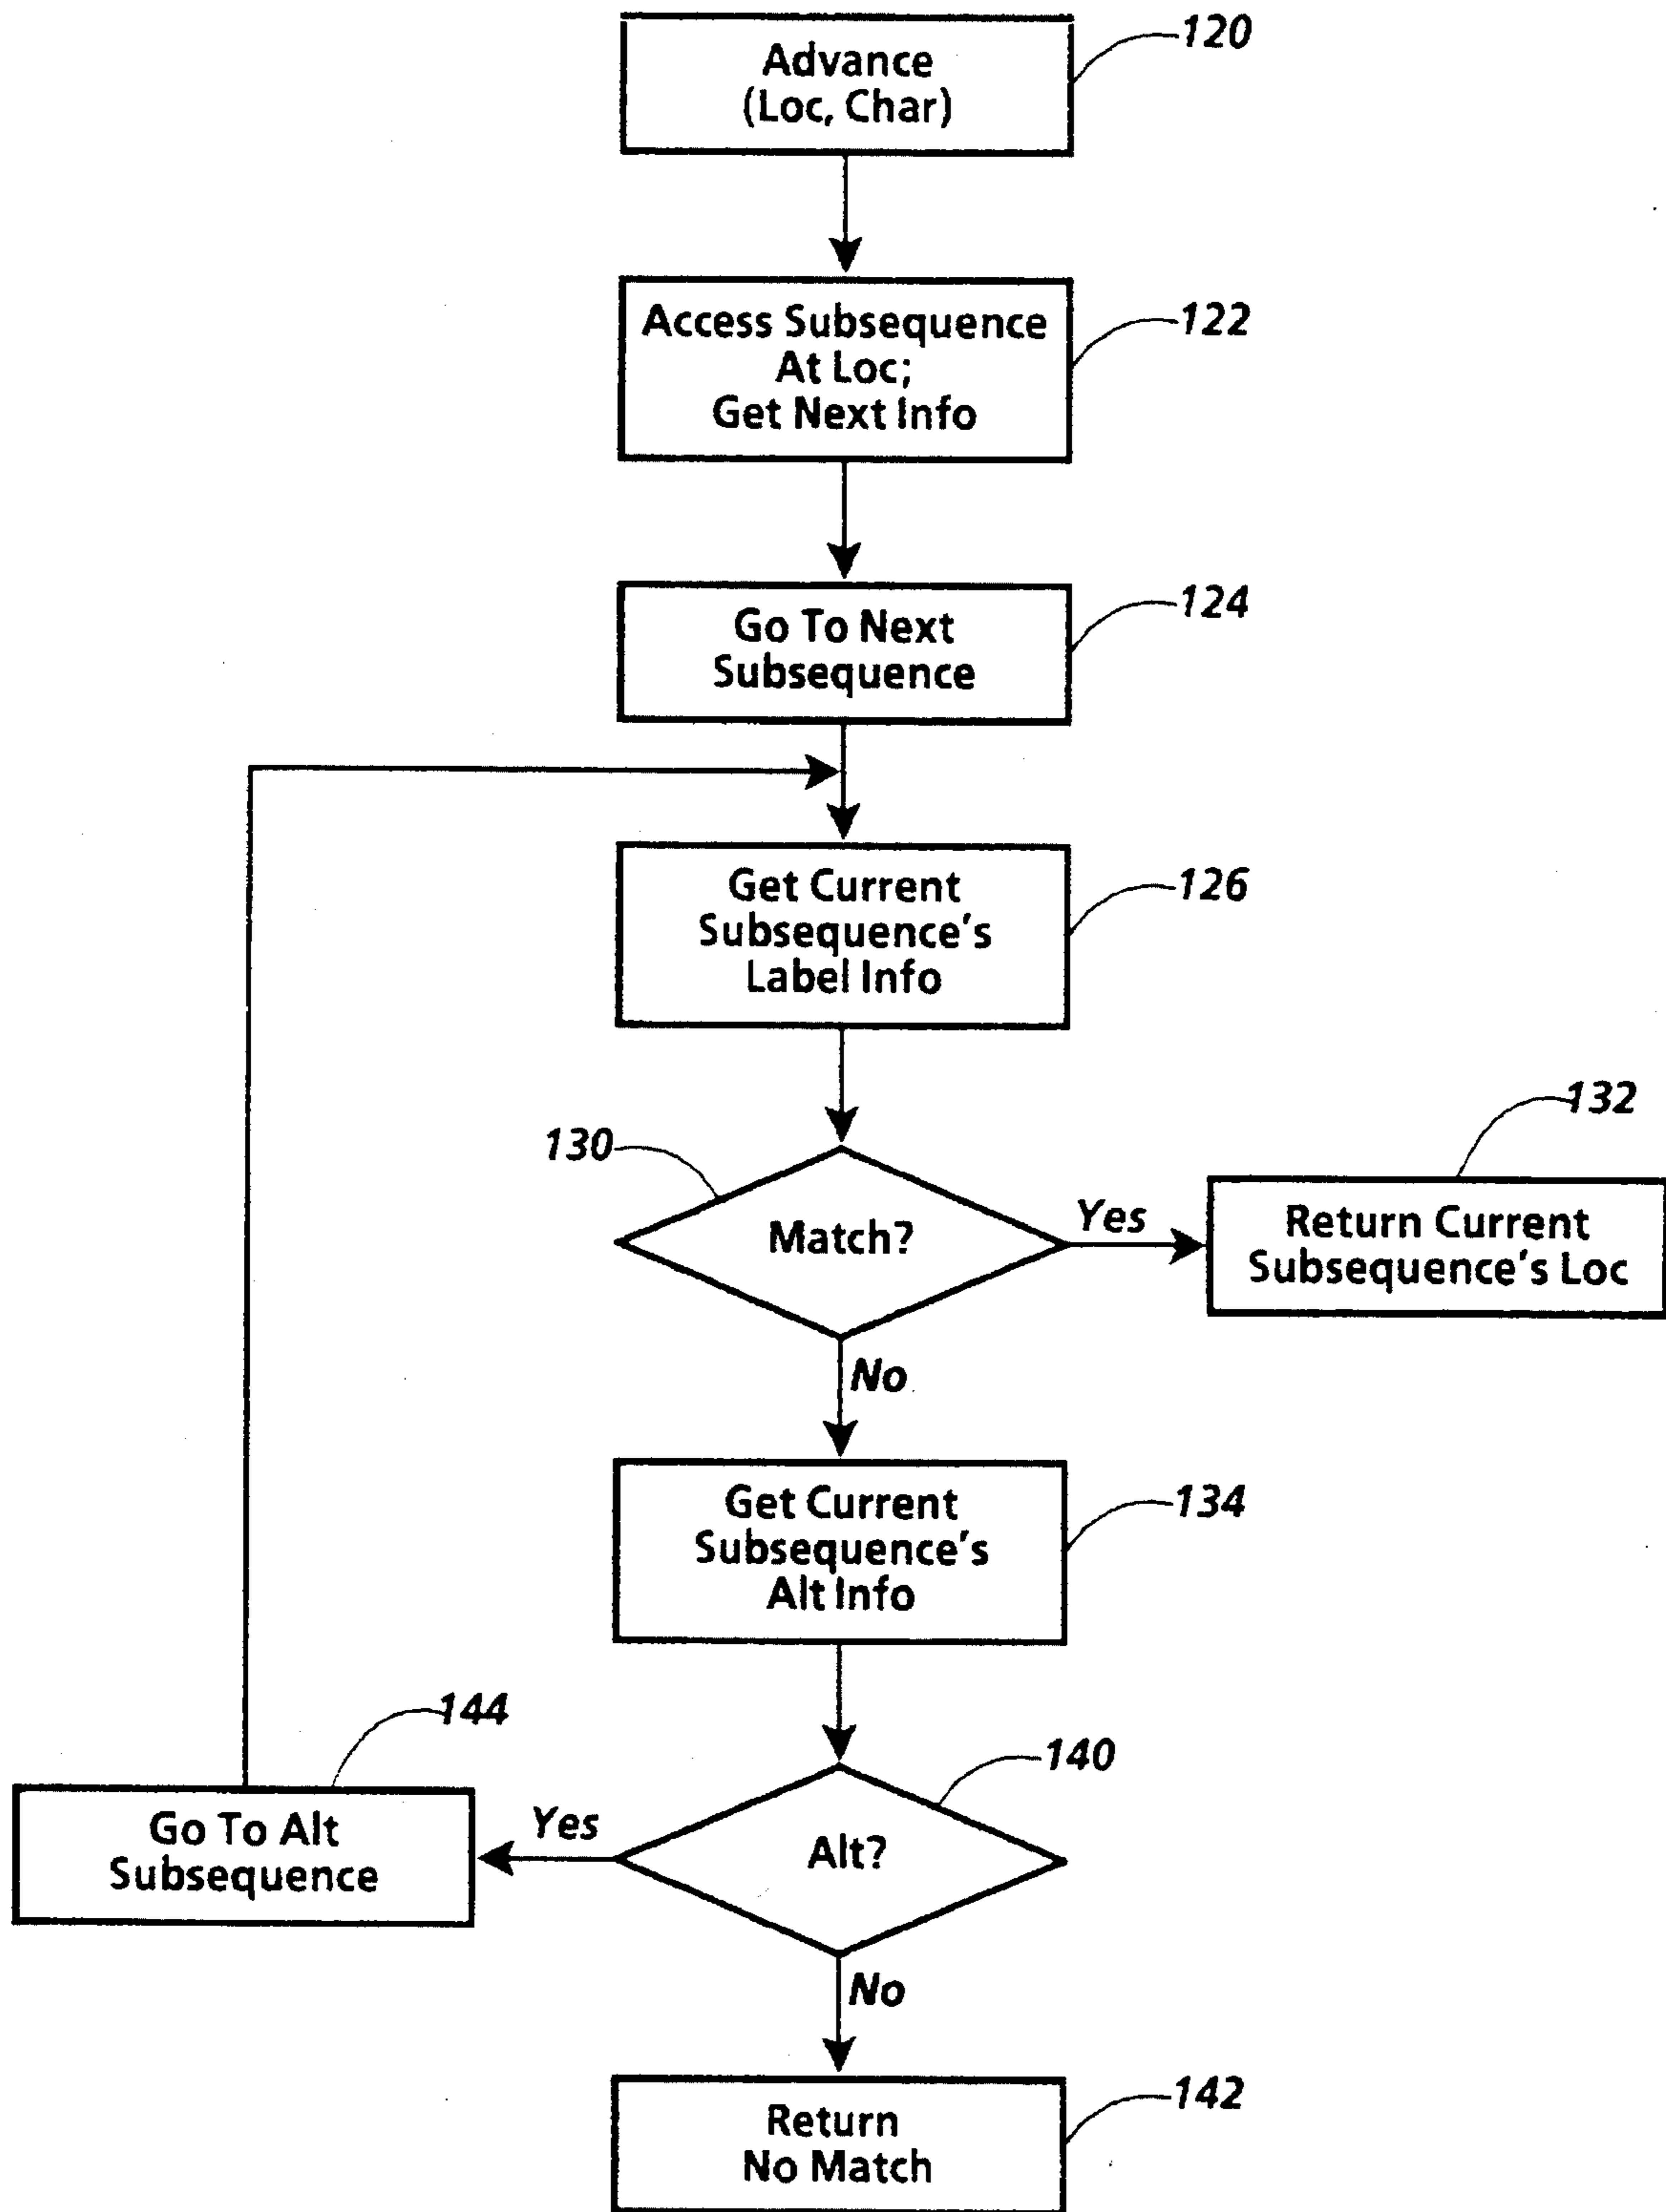 120
Advance
(Loc, Char)
122
Access Subsequence
At Loc;
Get Next Info
124
Go To Next
Subsequence
126
Get Current
Subsequence's
Label Info
130
Match?
Yes
132
Return Current
Subsequence's Loc
No
134
Get Current
Subsequence's
Alt Info
144
Go To Alt
Subsequence
Yes
140
Alt?
No
142
Return
No Match